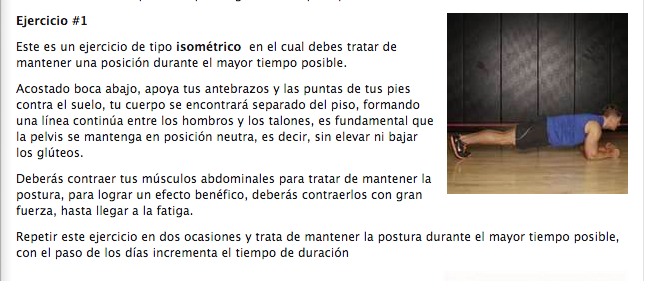 Ejercicio #1
Este es un ejercicio de tipo isométrico en el cual debes tratar de
mantener una posición durante el mayor tiempo posible.
Acostado boca abajo, apoya tus antebrazos y las puntas de tus pies
contra el suelo, tu cuerpo se encontrará separado del piso, formando
una línea continúa entre los hombros y los talones, es fundamental que
la pelvis se mantenga en posición neutra, es decir, sin elevar ni bajar
los glúteos.
Deberás contraer tus músculos abdominales para tratar de mantener la
postura, para lograr un efecto benéfico, deberás contraerlos con gran
fuerza, hasta llegar a la fatiga.
Repetir este ejercicio en dos ocasiones y trata de mantener la postura durante el mayor tiempo posible,
con el paso de los días incrementa el tiempo de duración